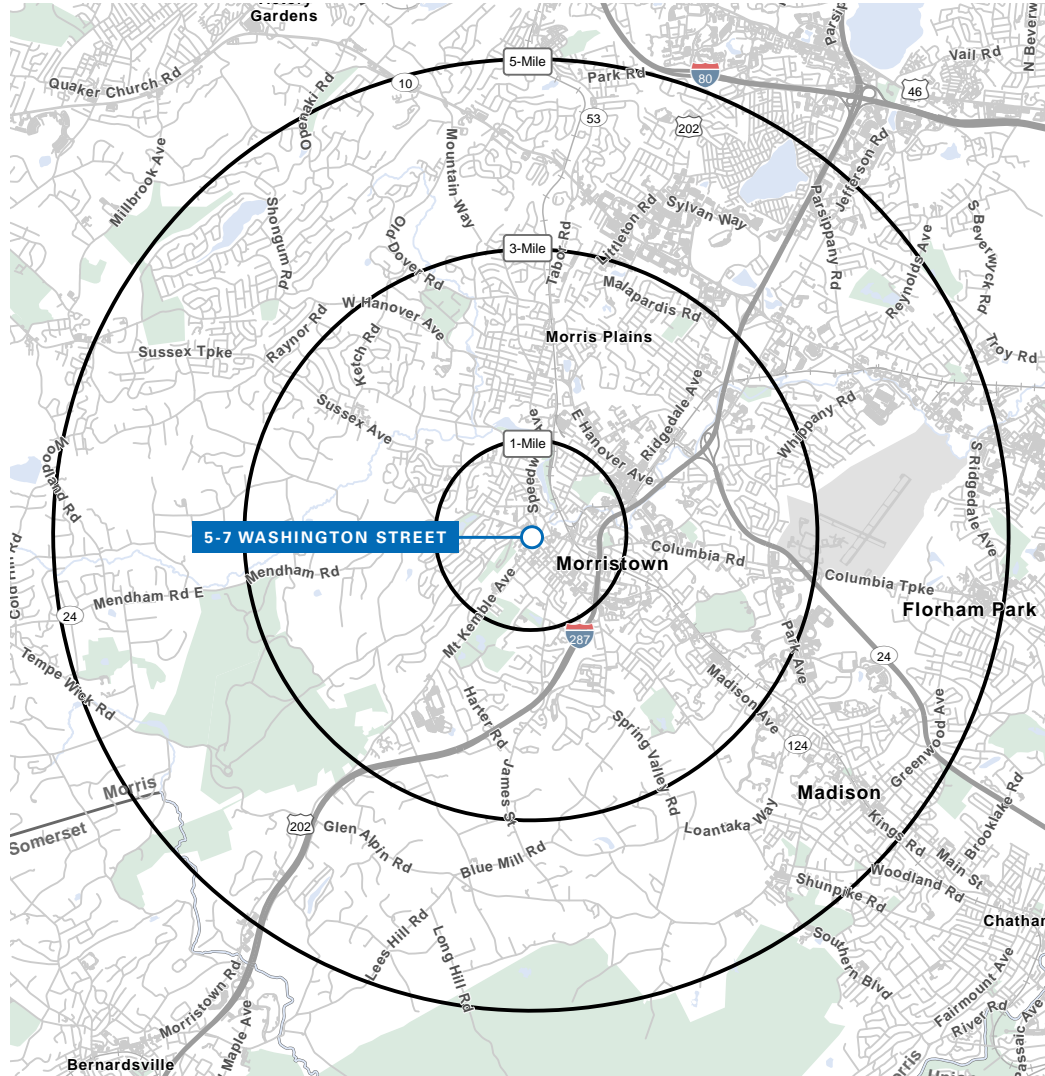 Gardens
Quaker Church Rd
Odenaki Rd
10
5-Mile
Park Rd
80
46
Vail Rd
N Beverw
Parsip
53
202
Millbrook Ave
Mountain Way
Shongum Rd
Old
Dover Rd
3-Mile
Tabor Rd
Littleton Rd
Sylvan Way
Jefferson Rd
Parsippany Rd
Reynolds Ave
S Beverwyck Rd
Troy Rd
Malapardis Rd
W Hanover Ave
Raynor Rd
Ketch Rd
Sussex Tpke
Morris Plains
Sussex Ave
1-Mile
Speedwell Ave
E Hanover Ave
Ridgedale Ave
Whippany Rd
S Ridgedale Ave
Woodland Rd
5-7 WASHINGTON STREET
Morristown
Columbia Rd
Columbia Tpke
Florham Park
Mendham Rd
Mendham Rd E
24
Mt Kemble Ave
287
Park Ave
24
Tempe Wick Rd
Harter Rd
Madison Ave
Spring Valley Rd
124
Greenwood Ave
James St
Morris
Somerset
202
Glen Alpin Rd
Blue Mill Rd
Loantaka Way
Madison
Kings Rd
Main St
Brooklake Rd
Woodland Rd
Shunpike Rd
Chathar
Lees Hill Rd
Long Hill Rd
Southern Blvd
Fairmount Ave
River Rd
Passaic Ave
Morristown Rd
Maple Ave
Bernardsville